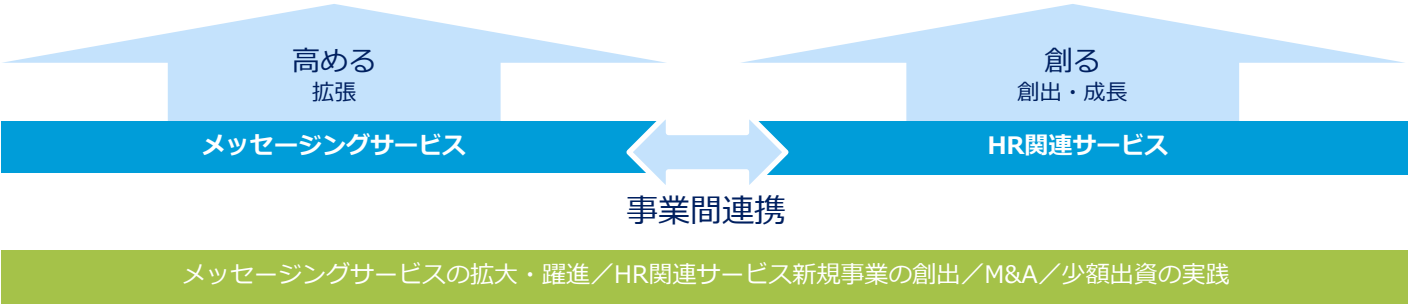 高める
拡張
創る
創出・成長
メッセージングサービス
HR関連サービス
事業間連携
メッセージングサービスの拡大・躍進／HR関連サービス新規事業の創出／M&A／少額出資の実践